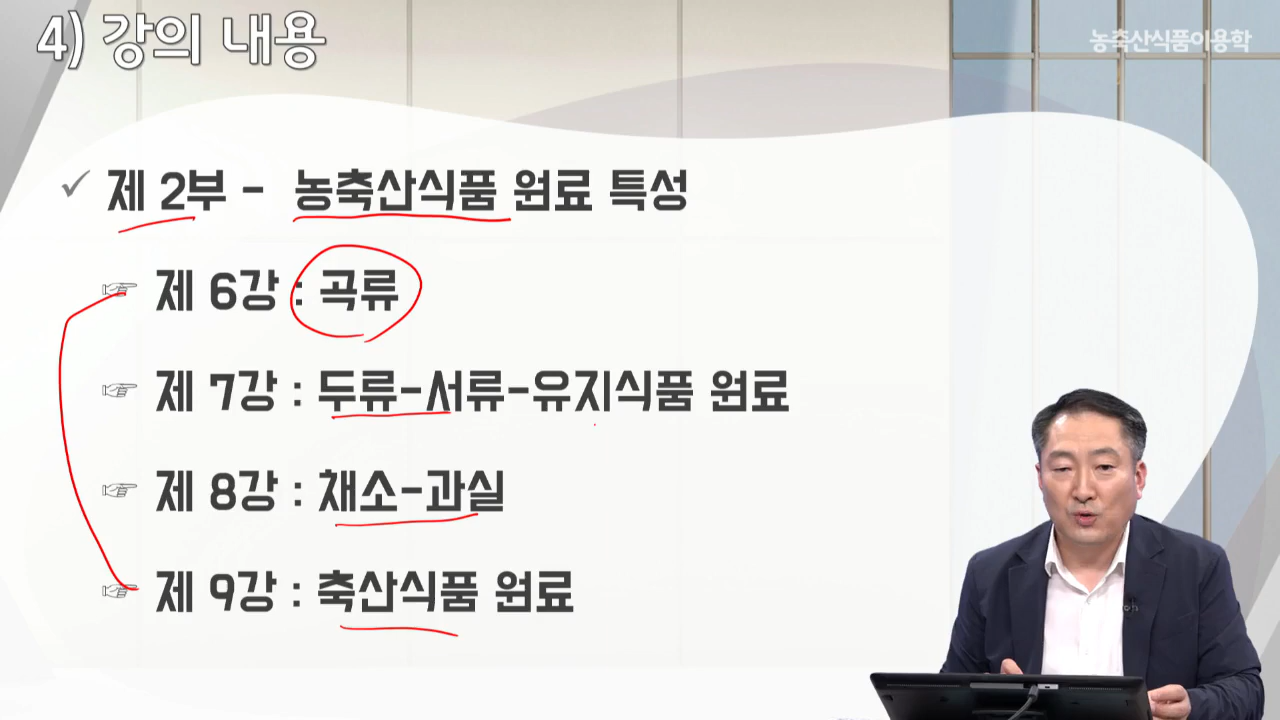 4) 강의 내용
농축산식품이용학
✓ 제 2부 - 농축산식품 원료 특성
☞ 제 6강 : 곡류
☞ 제 7강 : 두류-서류-유지식품 원료
☞ 제 8강 : 채소-과실
☞ 제 9강 : 축산식품 원료